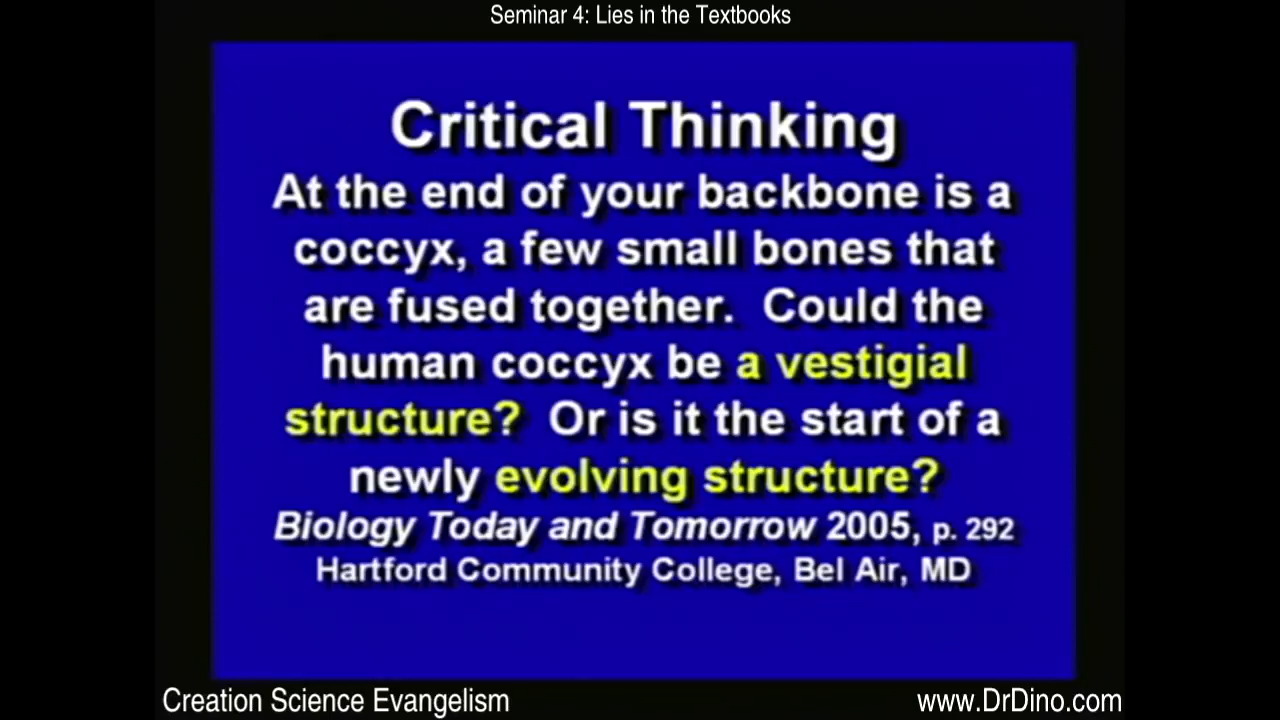 Seminar 4: Lies in the Textbooks
Critical Thinking
At the end of your backbone is a
coccyx, a few small bones that
are fused together. Could the
human coccyx be a vestigial
structure? Or is it the start of a
newly evolving structure?
Biology Today and Tomorrow 2005, p. 292
Hartford Community College, Bel Air, MD
Creation Science Evangelism
www.DrDino.com